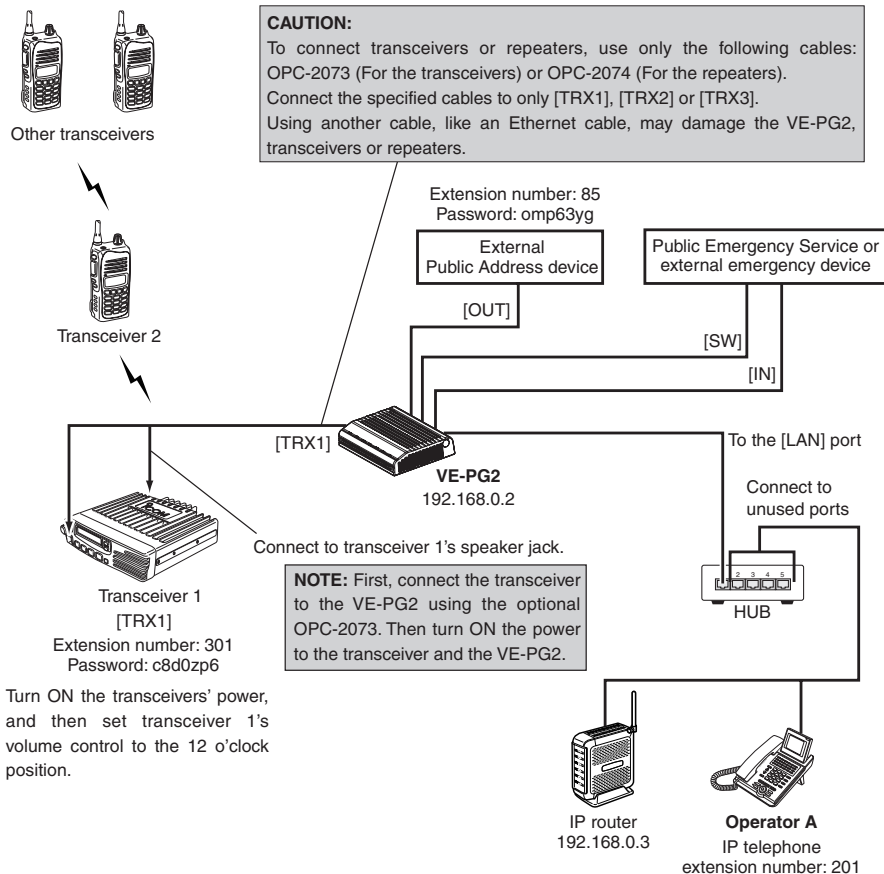 CAUTION:
To connect transceivers or repeaters, use only the following cables:
OPC-2073 (For the transceivers) or OPC-2074 (For the repeaters).
Connect the specified cables to only [TRX1], [TRX2] or [TRX3].
Using another cable, like an Ethernet cable, may damage the VE-PG2,
transceivers or repeaters.
Other transceivers
Extension number: 85
Password: omp63yg
External
Public Address device
Public Emergency Service or
external emergency device
[OUT]
[SW]
[IN]
Transceiver 2
[TRX1]
VE-PG2
192.168.0.2
To the [LAN] port
Connect to
unused ports
Connect to transceiver 1's speaker jack.
ICOM
NOTE: First, connect the transceiver
to the VE-PG2 using the optional
OPC-2073. Then turn ON the power
to the transceiver and the VE-PG2.
2 3 4 5
HUB
Transceiver 1
[TRX1]
Extension number: 301
Password: c8d0zp6
Turn ON the transceivers' power,
and then set transceiver 1's
volume control to the 12 o'clock
position.
IP router
192.168.0.3
Operator A
IP telephone
extension number: 201